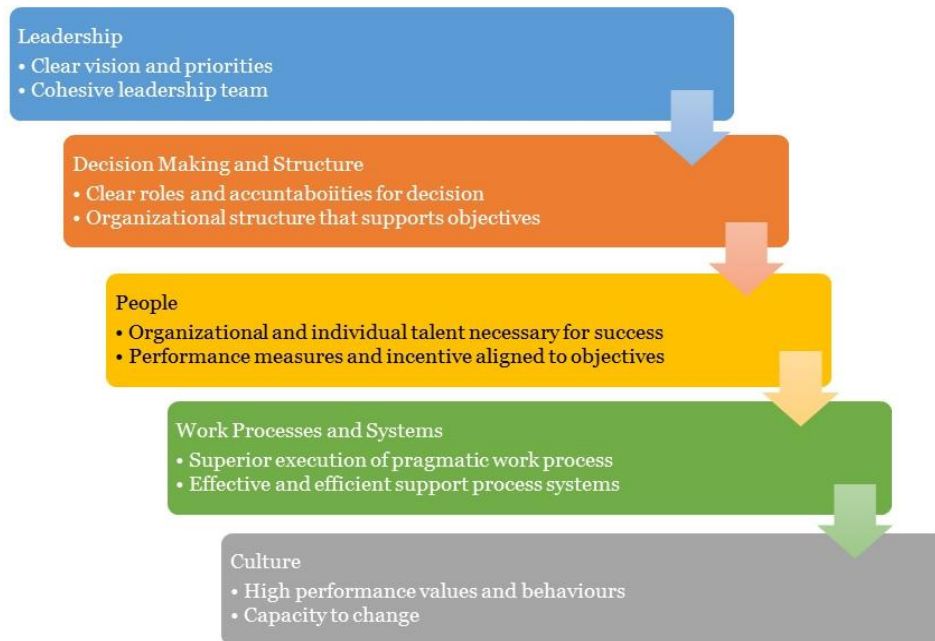 Leadership
• Clear vision and priorities
• Cohesive leadership team
Decision Making and Structure
• Clear roles and accuntaboiities for decision
• Organizational structure that supports objectives
People
• Organizational and individual talent necessary for success
• Performance measures and incentive aligned to objectives
Work Processes and Systems
• Superior execution of pragmatic work process
• Effective and efficient support process systems
Culture
• High performance values and behaviours
• Capacity to change